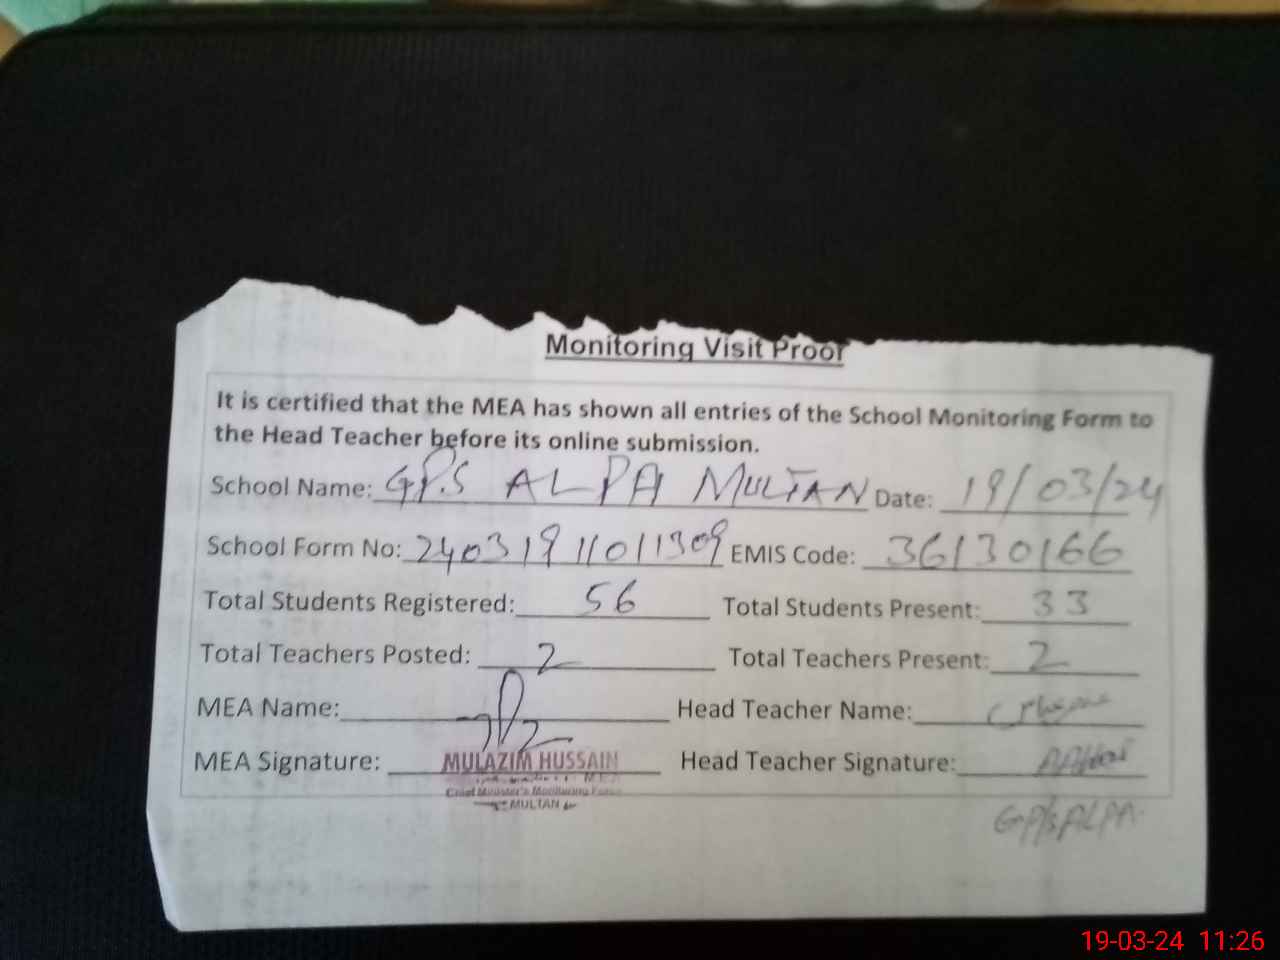 Monitoring Visit Proof
It is certified that the MEA has shown all entries of the School Monitoring Form to
the Head Teacher before its online submission.
School Name: G.P.S ALPA MULTAN Date: 19/03/24
School Form No: 24031911011309 EMIS Code: 36130166
Total Students Registered: 56 Total Students Present: 33
Total Teachers Posted: 2 Total Teachers Present: 2
MEA Name: Head Teacher Name:
MEA Signature: MULAZIM HUSSAIN Head Teacher Signature:
M.E.A
Chief Minister's Monitoring Force
MULTAN
G.P/S ALPA
19-03-24 11:26